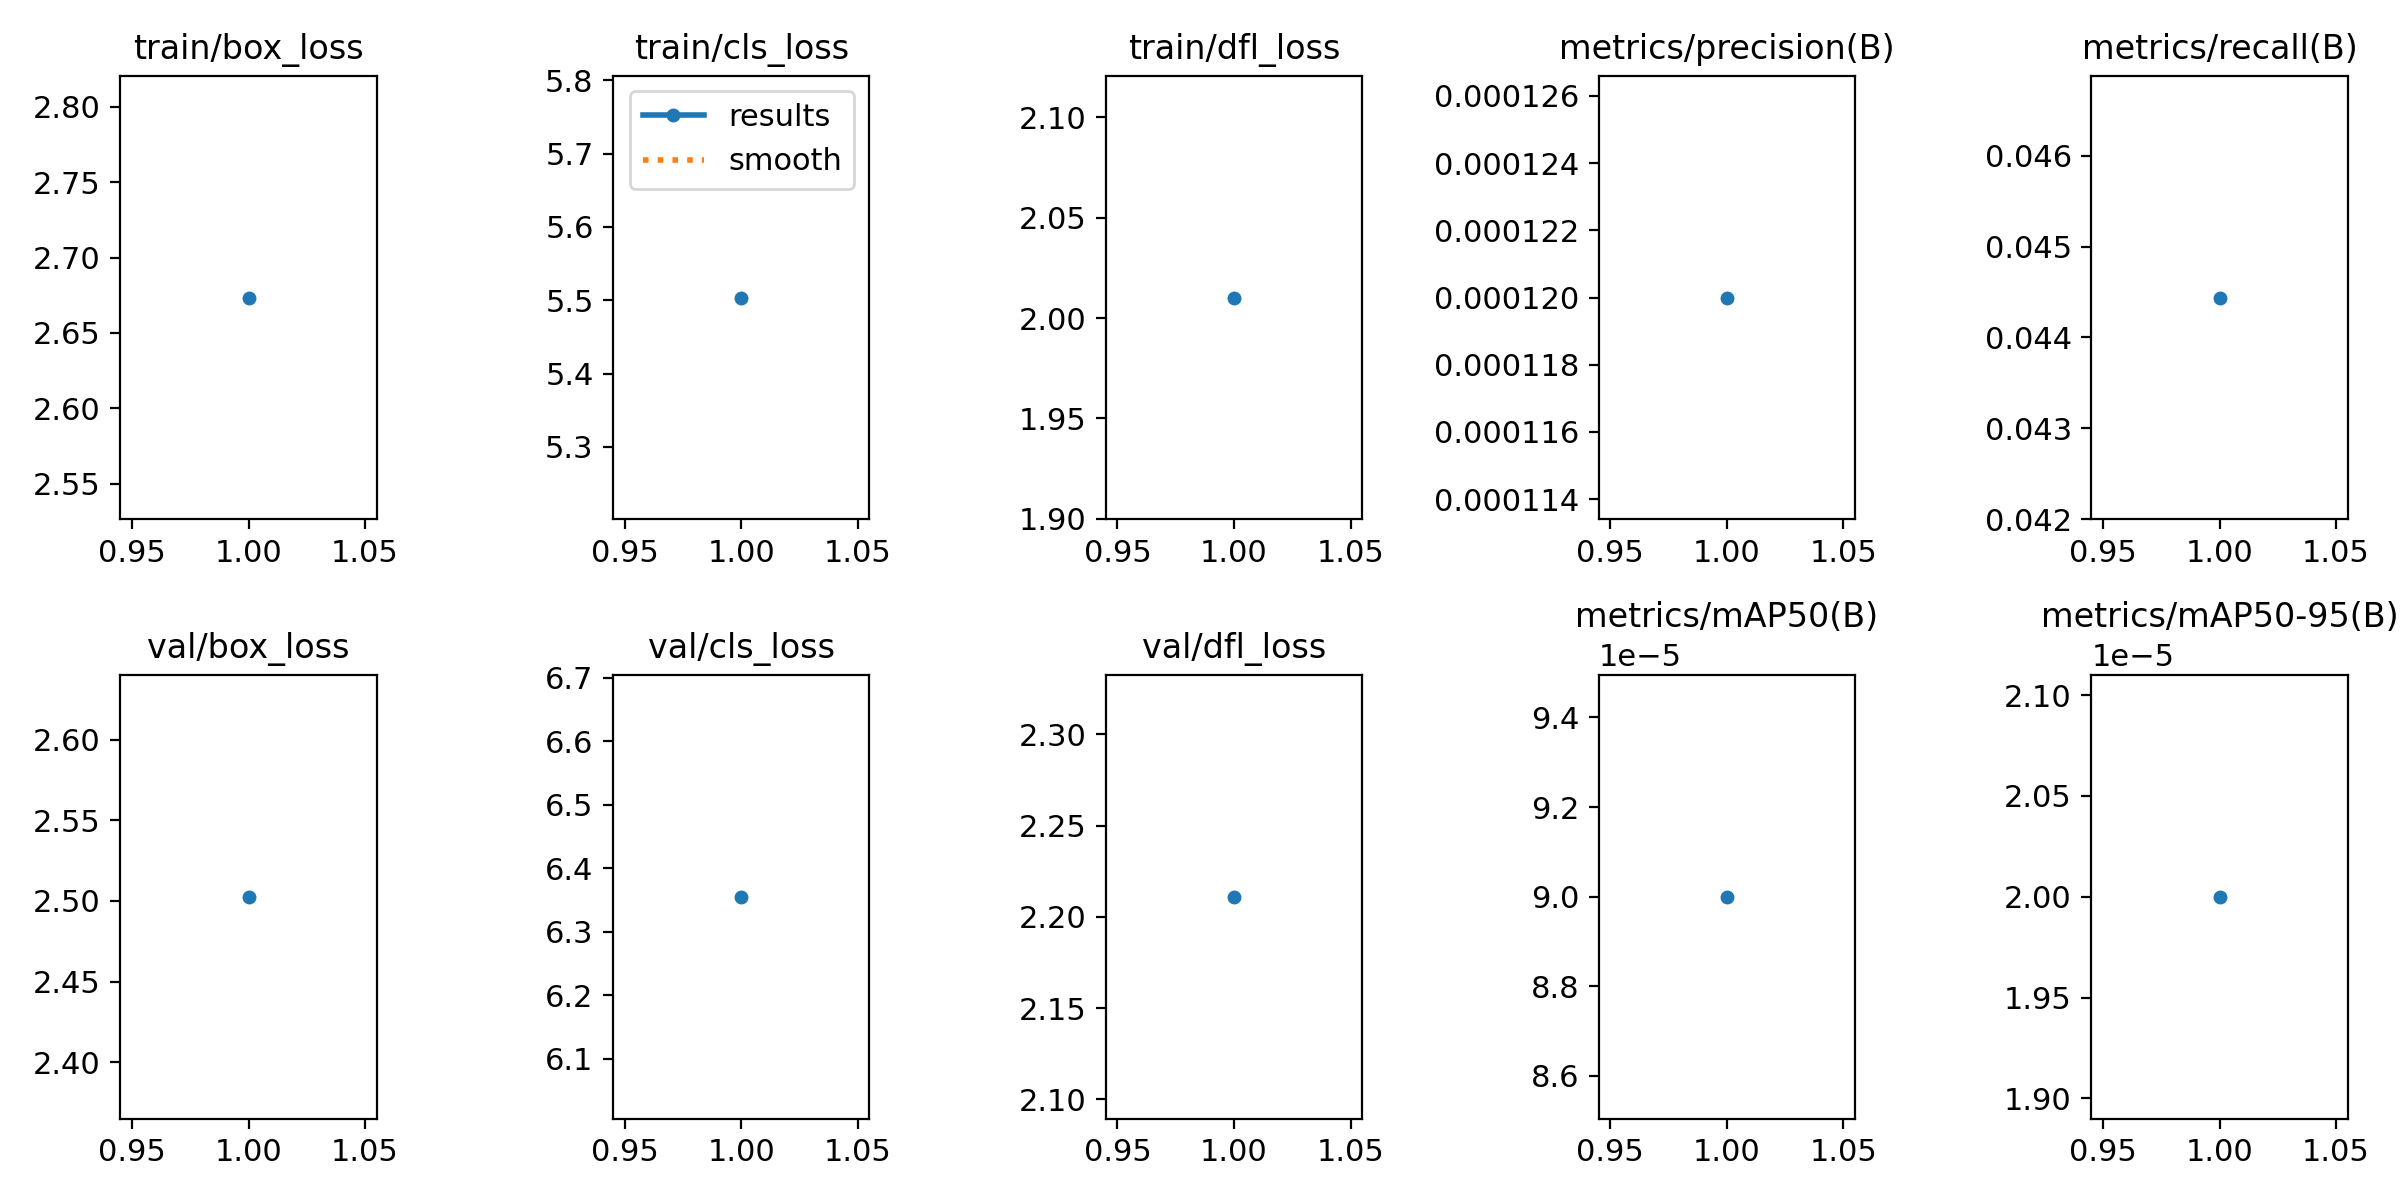 train/box_loss
2.80
2.75
2.70
2.65
2.60
2.55
0.95 1.00 1.05
train/cls_loss
5.8
5.7
5.6
5.5
5.4
5.3
results
smooth
0.95 1.00 1.05
train/dfl_loss
2.10
2.05
2.00
1.95
1.90
0.95 1.00 1.05
metrics/precision(B)
0.000126
0.000124
0.000122
0.000120
0.000118
0.000116
0.000114
0.95 1.00 1.05
metrics/recall(B)
0.046
0.045
0.044
0.043
0.042
0.95 1.00 1.05
val/box_loss
2.60
2.55
2.50
2.45
2.40
0.95 1.00 1.05
val/cls_loss
6.7
6.6
6.5
6.4
6.3
6.2
6.1
0.95 1.00 1.05
val/dfl_loss
2.30
2.25
2.20
2.15
2.10
0.95 1.00 1.05
metrics/mAP50(B)
1e−5
9.4
9.2
9.0
8.8
8.6
0.95 1.00 1.05
metrics/mAP50-95(B)
1e−5
2.10
2.05
2.00
1.95
1.90
0.95 1.00 1.05